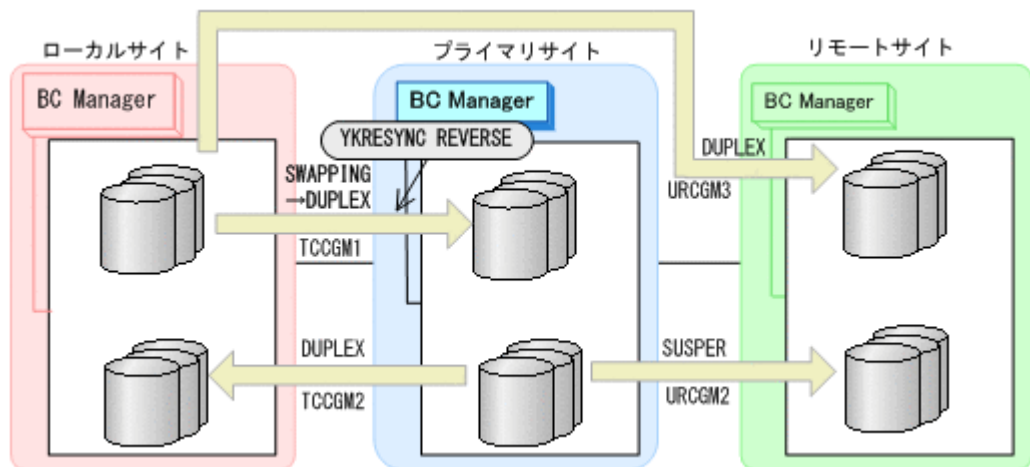 ローカルサイト
プライマリサイト
リモートサイト
BC Manager
BC Manager
BC Manager
YKRESYNC REVERSE
DUPLEX
SWAPPING
→DUPLEX
URCGM3
TCCGM1
DUPLEX
SUSPER
TCCGM2
URCGM2